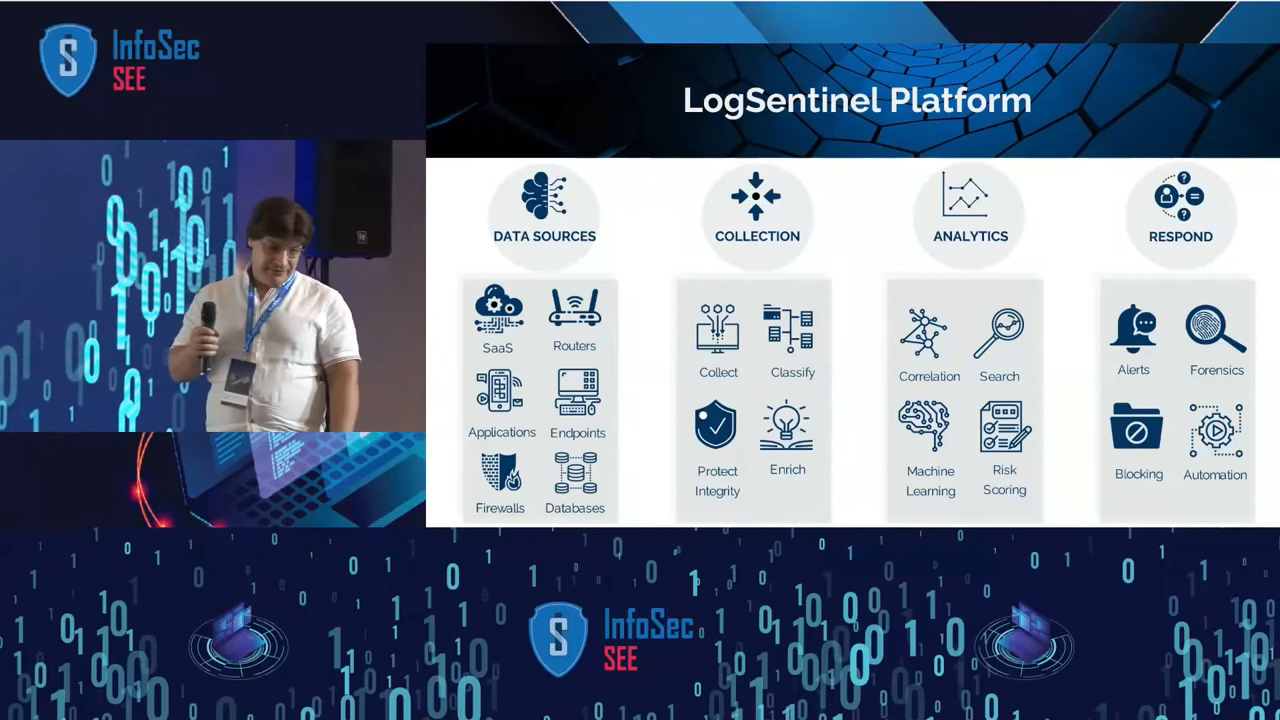 InfoSec
SEE
LogSentinel Platform
DATA SOURCES
COLLECTION
ANALYTICS
RESPOND
SaaS
Routers
Applications
Endpoints
Firewalls
Databases
Collect
Classify
Protect
Integrity
Enrich
Correlation
Search
Machine
Learning
Risk
Scoring
Alerts
Forensics
Blocking
Automation
InfoSec
SEE